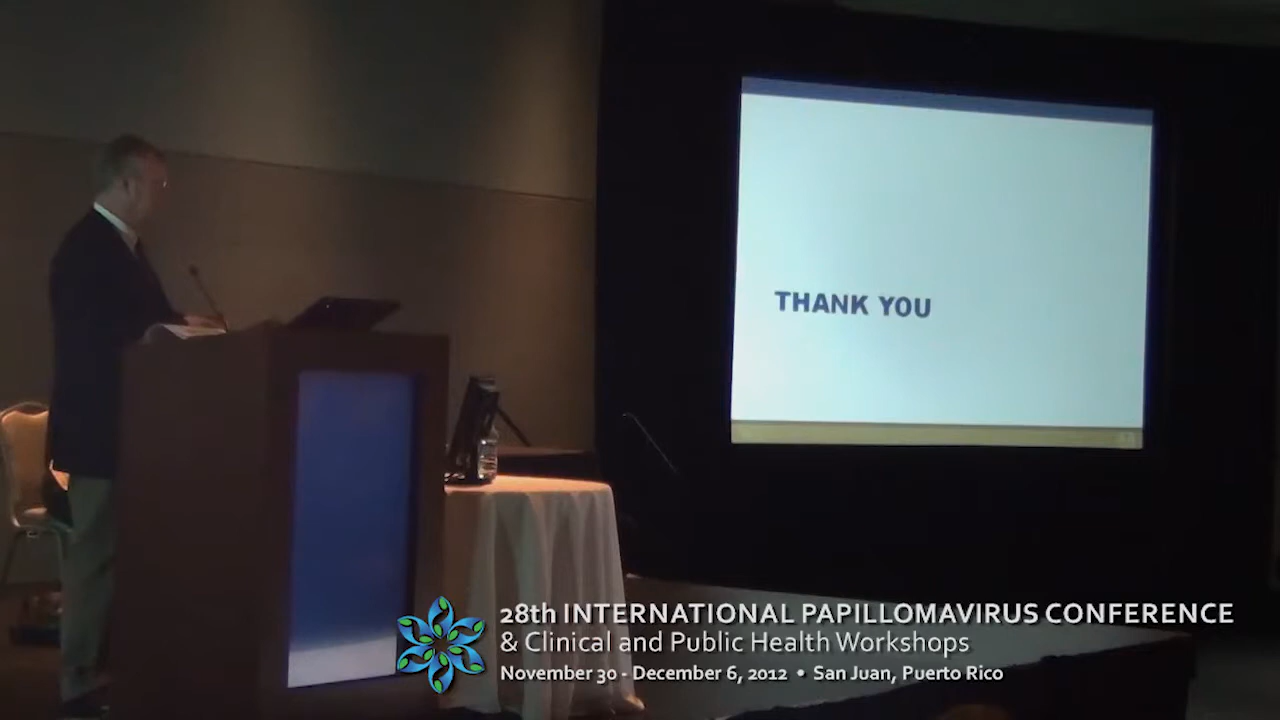 THANK YOU
28th INTERNATIONAL PAPILLOMAVIRUS CONFERENCE
& Clinical and Public Health Workshops
November 30 - December 6, 2012 • San Juan, Puerto Rico